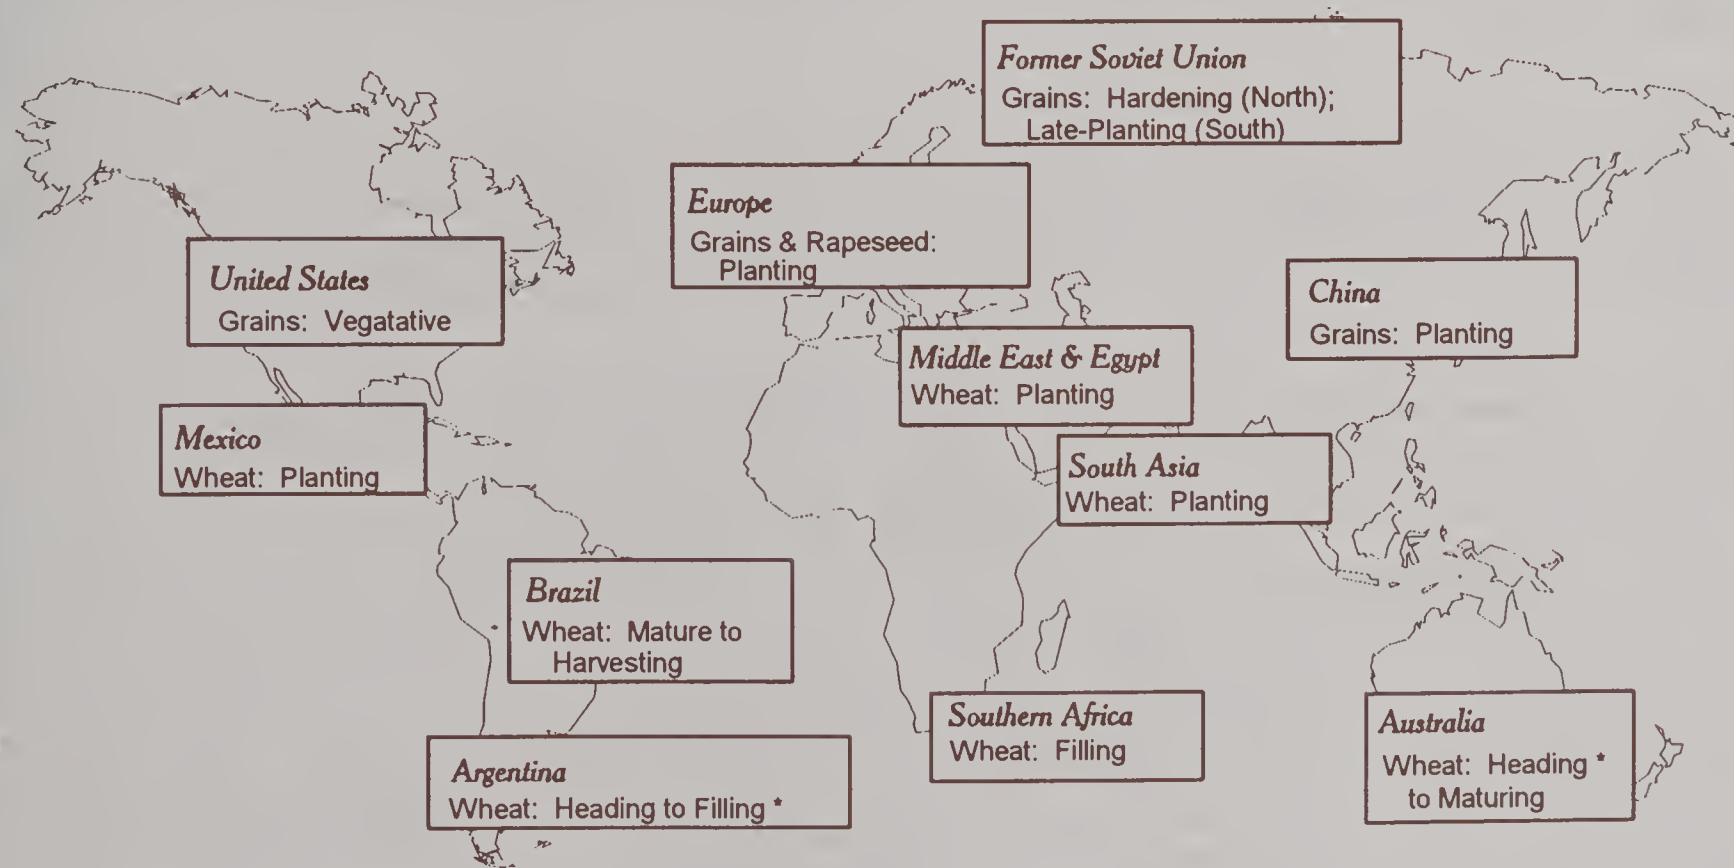 Former Soviet Union
Grains: Hardening (North);
Late-Planting (South)
Europe
Grains & Rapeseed:
Planting
United States
Grains: Vegatative
China
Grains: Planting
Middle East & Egypt
Wheat: Planting
Mexico
Wheat: Planting
South Asia
Wheat: Planting
Brazil
Wheat: Mature to
Harvesting
Southern Africa
Wheat: Filling
Australia
Wheat: Heading *
to Maturing
Argentina
Wheat: Heading to Filling *